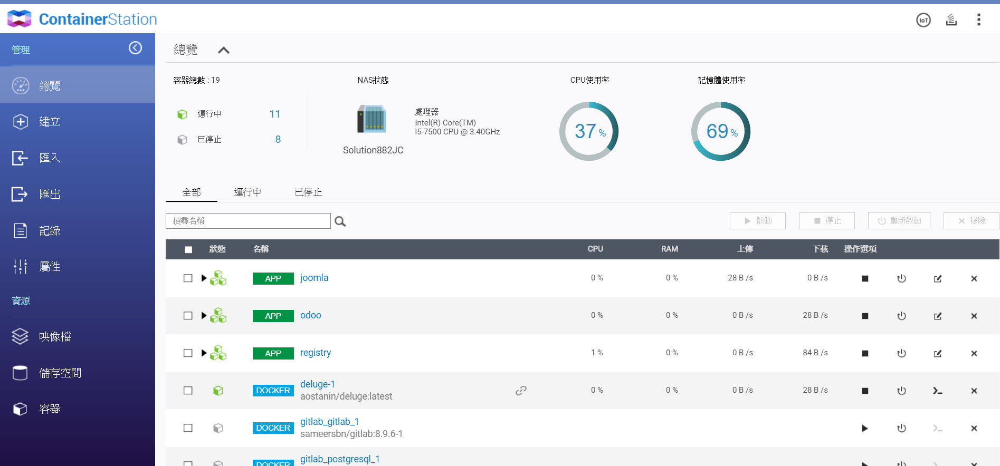 ContainerStation
IoT
管理
總覽
建立
匯入
匯出
記錄
屬性
資源
映像檔
儲存空間
容器
總覽
容器總數 : 19
運行中 11
已停止 8
NAS狀態
Solution882JC
處理器
Intel(R) Core(TM)
i5-7500 CPU @ 3.40GHz
CPU使用率
37 %
記憶體使用率
69 %
全部 運行中 已停止
搜尋名稱
啟動 停止 重新啟動 移除
狀態 名稱 CPU RAM 上傳 下載 操作選項
APP joomla 0 % 0 % 28 B /s 0 B /s
APP odoo 0 % 0 % 0 B /s 28 B /s
APP registry 1 % 0 % 0 B /s 84 B /s
DOCKER deluge-1 0 % 0 % 0 B /s 28 B /s
aostanin/deluge:latest
DOCKER gitlab_gitlab_1
sameersbn/gitlab:8.9.6-1
DOCKER gitlab_postgresql_1